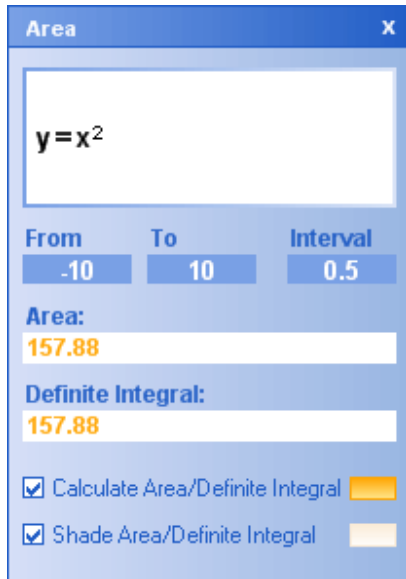 Area x
y=x²
From To Interval
-10 10 0.5
Area:
157.88
Definite Integral:
157.88
Calculate Area/Definite Integral
Shade Area/Definite Integral